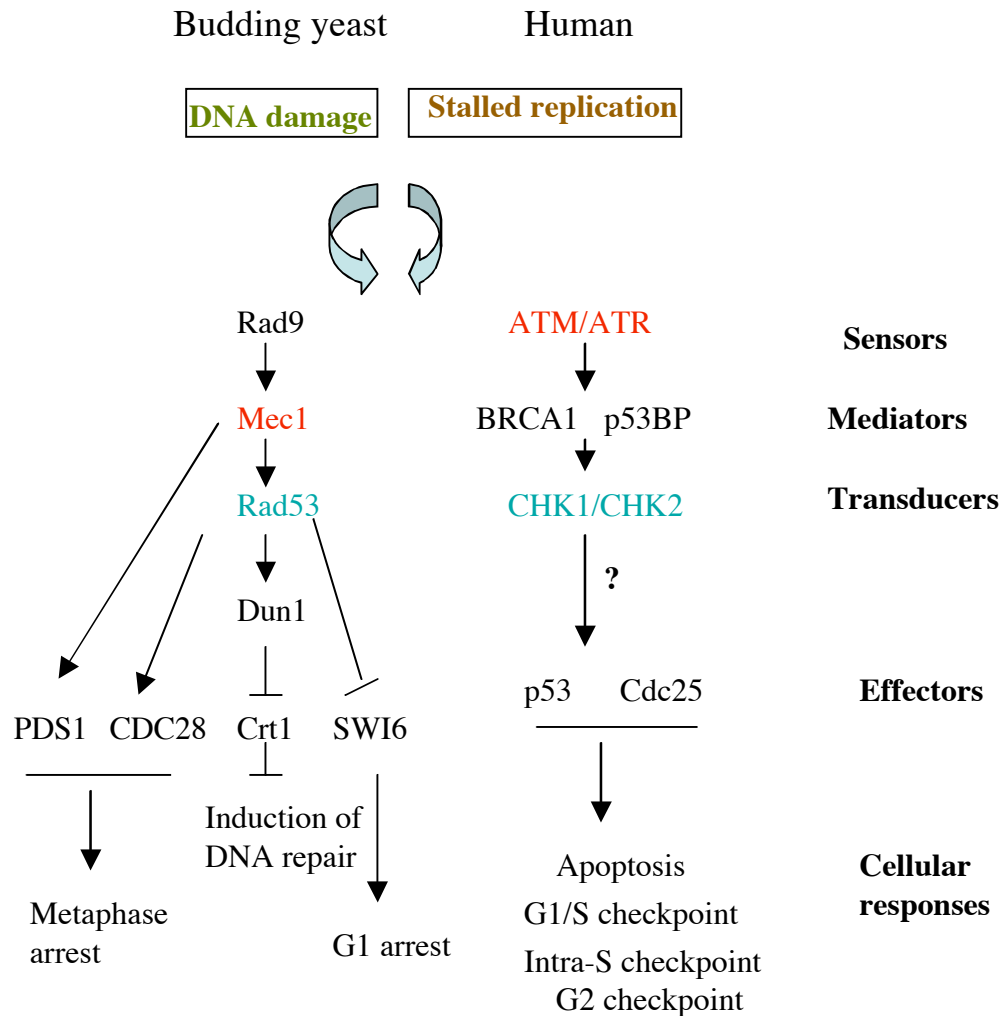 Budding yeast Human
DNA damage Stalled replication
Rad9 ATM/ATR Sensors
Mec1 BRCA1 p53BP Mediators
Rad53 CHK1/CHK2 Transducers
?
Dun1
p53 Cdc25 Effectors
PDS1 CDC28 Crt1 SWI6
Induction of
DNA repair
Apoptosis Cellular
responses
Metaphase
arrest
G1/S checkpoint
G1 arrest
Intra-S checkpoint
G2 checkpoint